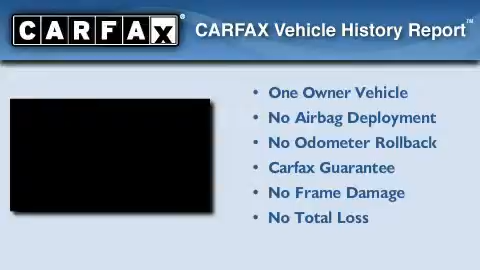 CARFAX® CARFAX Vehicle History Report™
• One Owner Vehicle
• No Airbag Deployment
• No Odometer Rollback
• Carfax Guarantee
• No Frame Damage
• No Total Loss